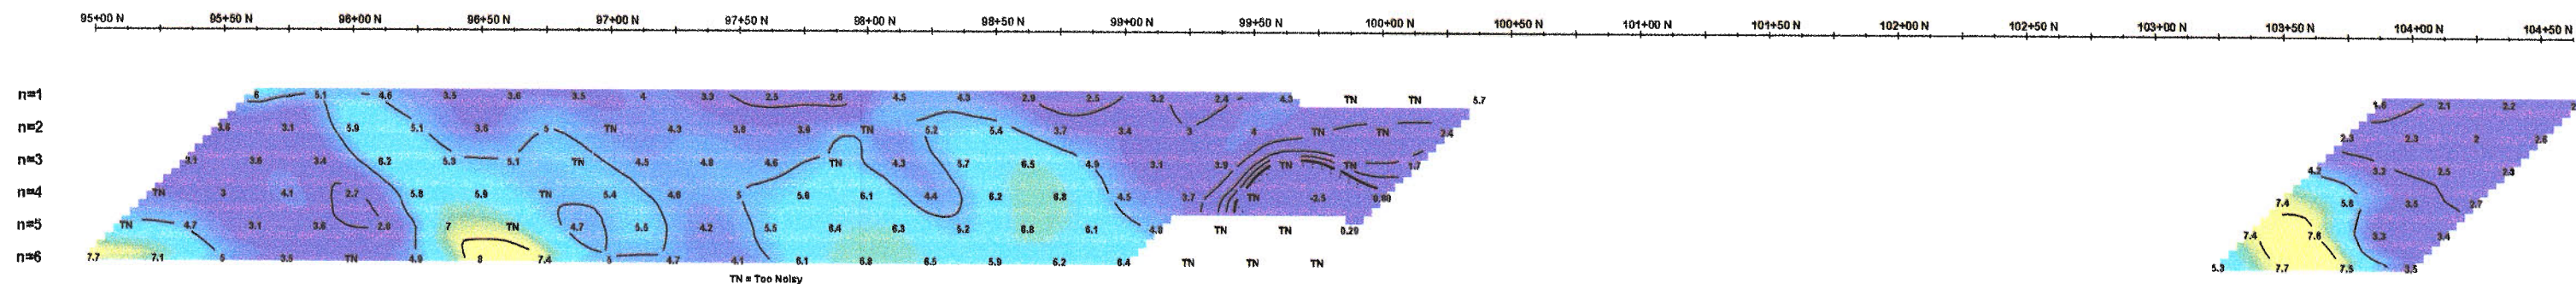 95+00 N 95+50 N 96+00 N 96+50 N 97+00 N 97+50 N 98+00 N 98+50 N 99+00 N 99+50 N 100+00 N 100+50 N 101+00 N 101+50 N 102+00 N 102+50 N 103+00 N 103+50 N 104+00 N 104+50 N
n=1 6 5.1 4.6 3.5 3.6 3.5 4 3.3 2.5 2.6 4.5 4.3 2.9 2.5 3.2 2.4 4.3 TN TN 5.7 1.6 2.1 2.2
n=2 3.6 3.1 5.9 5.1 3.6 5 TN 4.3 3.8 3.6 TN 5.2 5.4 3.7 3.4 3 4 TN TN 2.4 2.3 2.3 2 2.6
n=3 3.1 3.6 3.4 6.2 5.3 5.1 TN 4.5 4.8 4.6 TN 4.3 5.7 6.5 4.9 3.1 3.9 TN TN 1.7 4.2 3.2 2.5 2.3
n=4 TN 3 4.1 2.7 5.8 5.9 TN 5.4 4.6 5 5.6 6.1 4.4 6.2 6.8 4.5 3.7 TN -2.5 7.4 5.6 3.5 2.7
n=5 TN 4.7 3.1 3.6 2.8 7 TN 4.7 5.5 4.2 5.5 6.4 6.3 5.2 6.8 6.1 4.8 TN TN 0.29 7.4 7.6 3.3 3.4
n=6 7.7 7.1 5 3.5 TN 4.9 8 7.4 5 4.7 4.1 6.1 6.8 6.5 5.9 6.2 6.4 TN TN TN 5.3 7.7 7.5 3.5
TN = Too Noisy